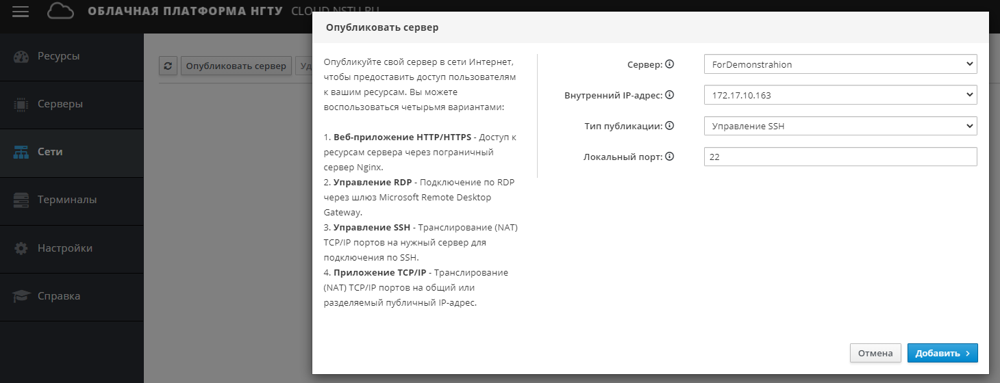 ОБЛАЧНАЯ ПЛАТФОРМА НГТУ CLOUD.NSTU.RU
Ресурсы
Серверы
Сети
Терминалы
Настройки
Справка
Опубликовать сервер
Уд
Опубликовать сервер
Опубликуйте свой сервер в сети Интернет,
чтобы предоставить доступ пользователям
к вашим ресурсам. Вы можете
воспользоваться четырьмя вариантами:
1. Веб-приложение HTTP/HTTPS - Доступ к
ресурсам сервера через пограничный
сервер Nginx.
2. Управление RDP - Подключение по RDP
через шлюз Microsoft Remote Desktop
Gateway.
3. Управление SSH - Транслирование (NAT)
TCP/IP портов на нужный сервер для
подключения по SSH.
4. Приложение TCP/IP - Транслирование
(NAT) TCP/IP портов на общий или
разделяемый публичный IP-адрес.
Сервер: ForDemonstrahion
Внутренний IP-адрес: 172.17.10.163
Тип публикации: Управление SSH
Локальный порт: 22
Отмена
Добавить